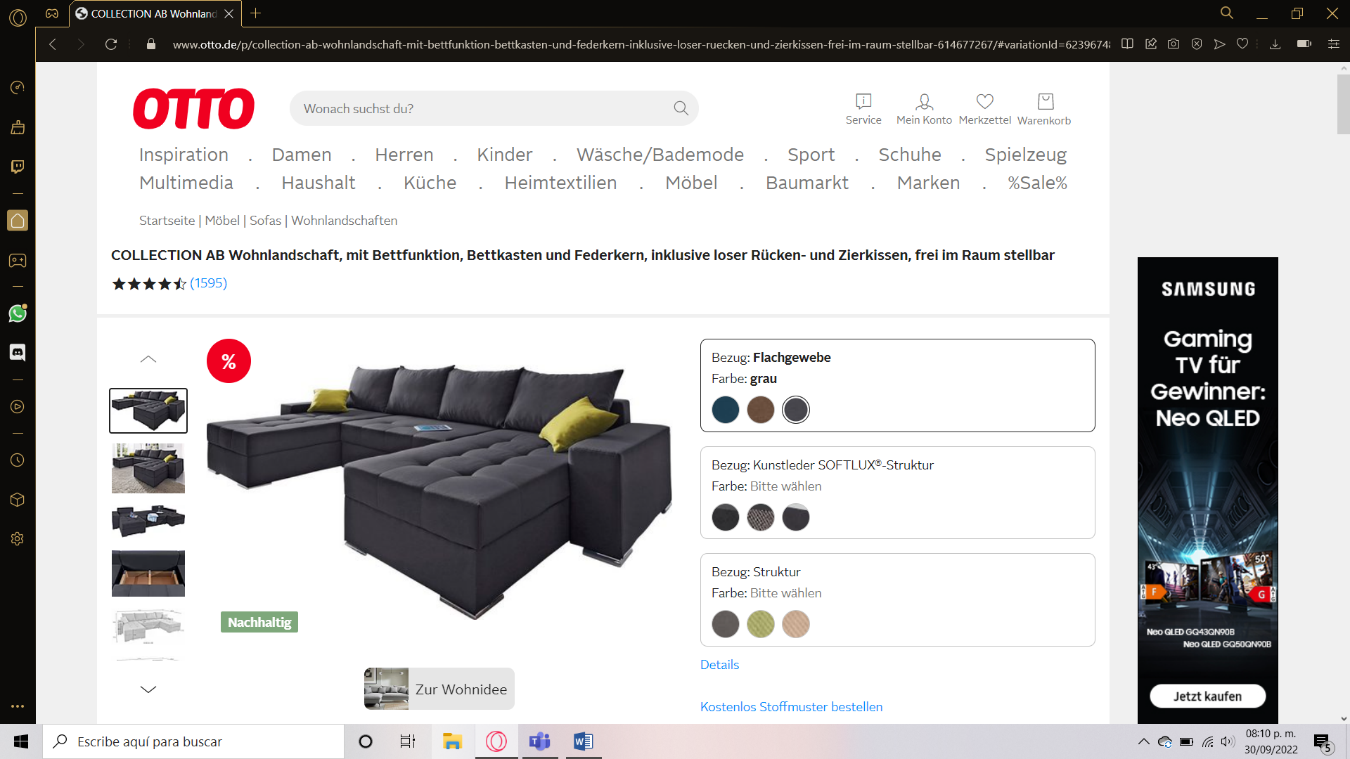 COLLECTION AB Wohnland
www.otto.de/p/collection-ab-wohnlandschaft-mit-bettfunktion-bettkasten-und-federkern-inklusive-loser-ruecken-und-zierkissen-frei-im-raum-stellbar-614677267/#variationId=6239674
OTTO
Wonach suchst du?
Service
Mein Konto
Merkzettel
Warenkorb
Inspiration . Damen . Herren . Kinder . Wäsche/Bademode . Sport . Schuhe . Spielzeug
Multimedia . Haushalt . Küche . Heimtextilien . Möbel . Baumarkt . Marken . %Sale%
Startseite | Möbel | Sofas | Wohnlandschaften
COLLECTION AB Wohnlandschaft, mit Bettfunktion, Bettkasten und Federkern, inklusive loser Rücken- und Zierkissen, frei im Raum stellbar
(1595)
%
Nachhaltig
Zur Wohnidee
Bezug: Flachgewebe
Farbe: grau
Bezug: Kunstleder SOFTLUX®-Struktur
Farbe: Bitte wählen
Bezug: Struktur
Farbe: Bitte wählen
Details
Kostenlos Stoffmuster bestellen
SAMSUNG
Gaming
TV für
Gewinner:
Neo QLED
43"
50"
F
G
Neo QLED GQ43QN90B
Neo QLED GQ50QN90B
Jetzt kaufen
Escribe aquí para buscar
08:10 p. m.
30/09/2022
5